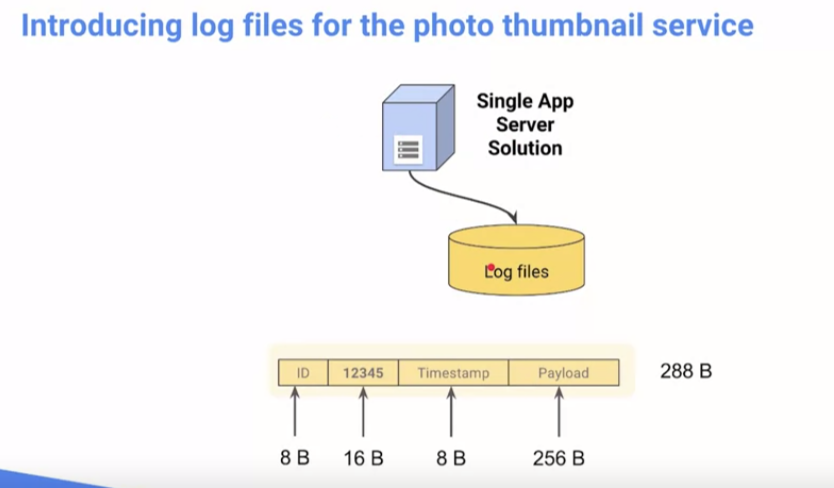 Introducing log files for the photo thumbnail service
Single App
Server
Solution
Log files
ID 12345 Timestamp Payload 288 B
8 B 16 B 8 B 256 B